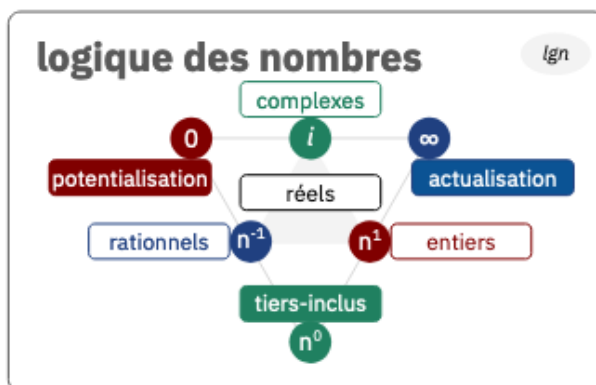 logique des nombres
lgn
complexes
0
i
∞
potentialisation
actualisation
réels
rationnels
n⁻¹
n¹
entiers
tiers-inclus
n⁰